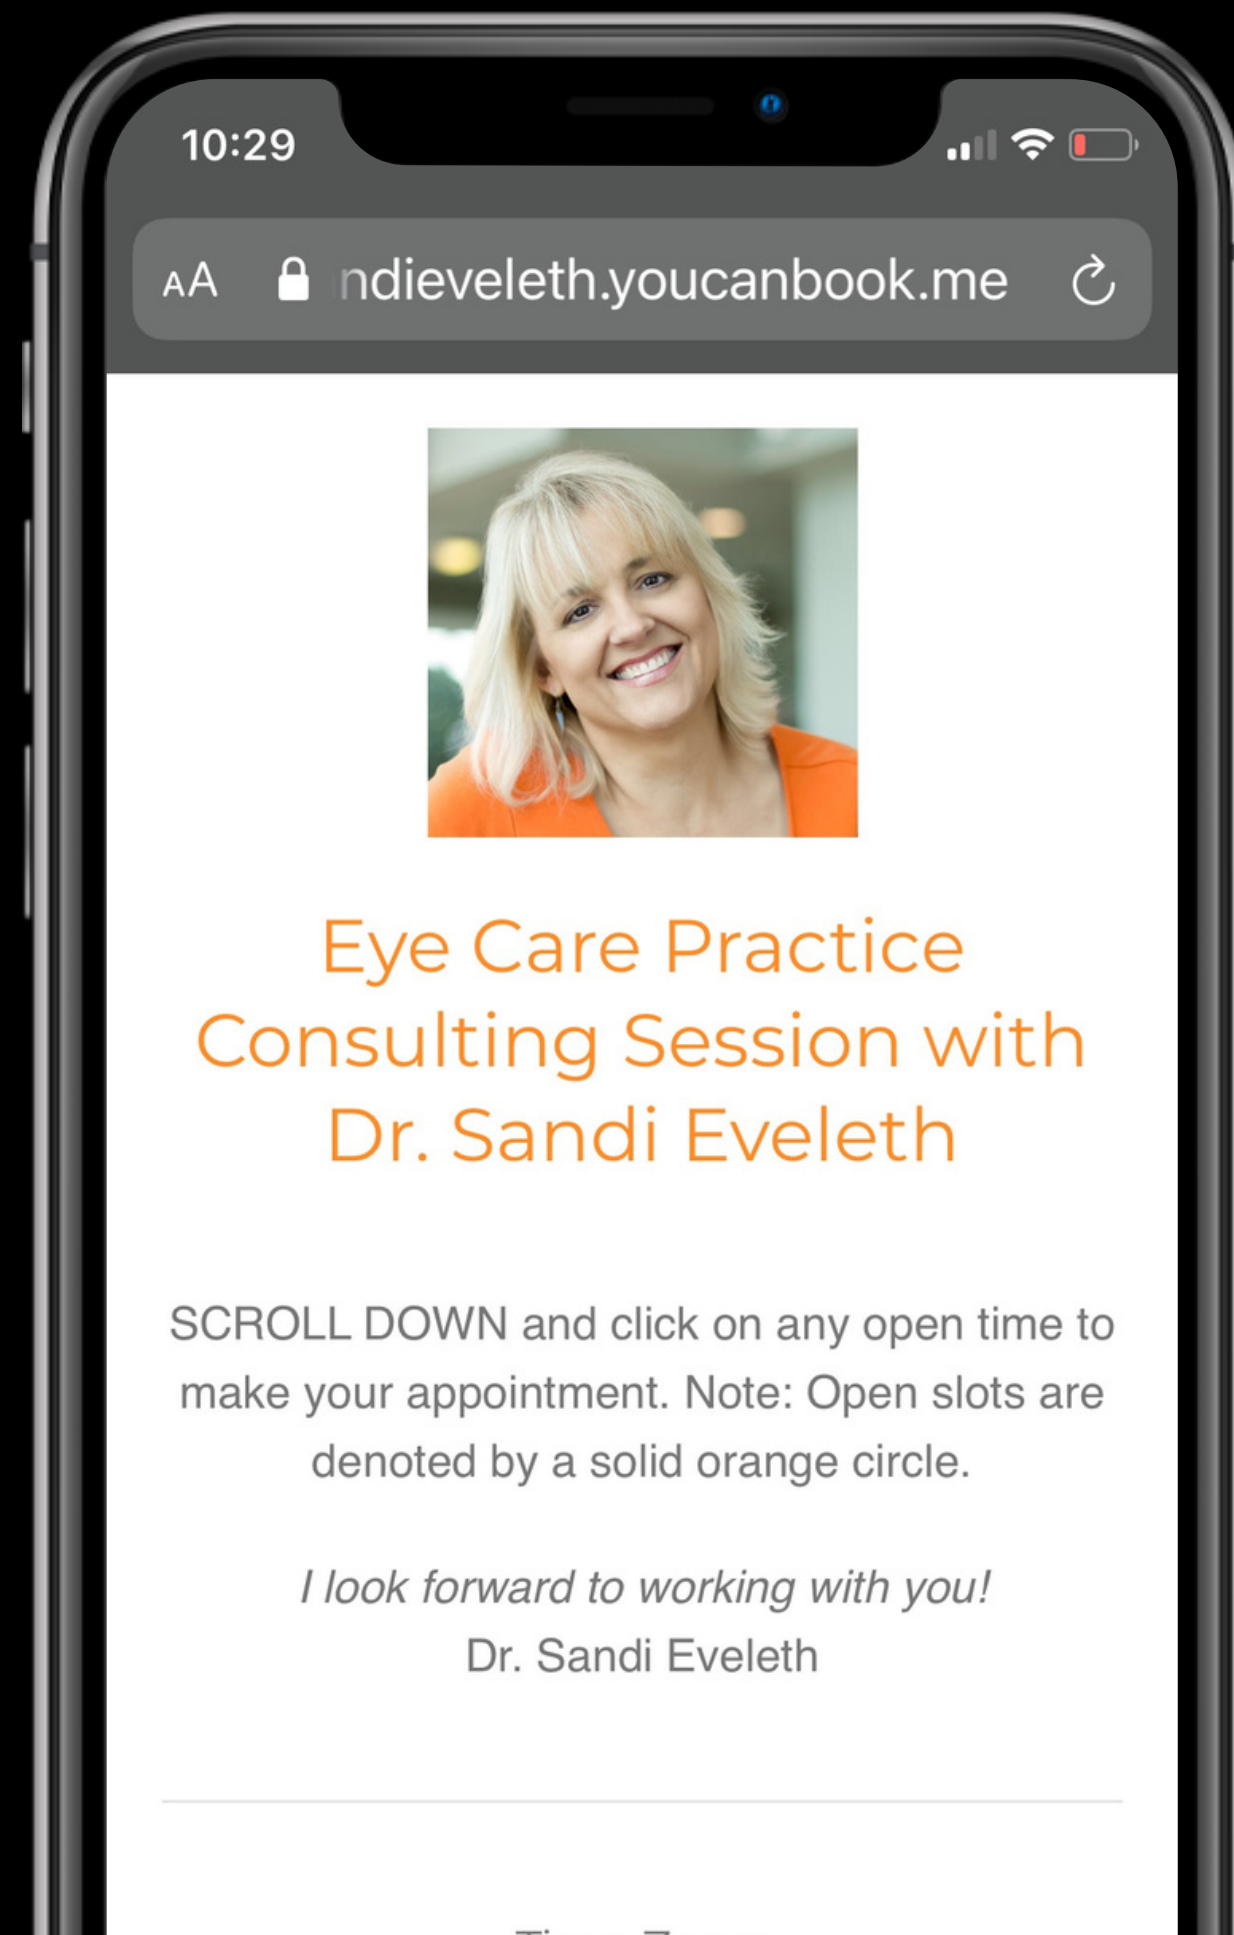 10:29
AA ndieveleth.youcanbook.me
Eye Care Practice
Consulting Session with
Dr. Sandi Eveleth
SCROLL DOWN and click on any open time to
make your appointment. Note: Open slots are
denoted by a solid orange circle.
I look forward to working with you!
Dr. Sandi Eveleth